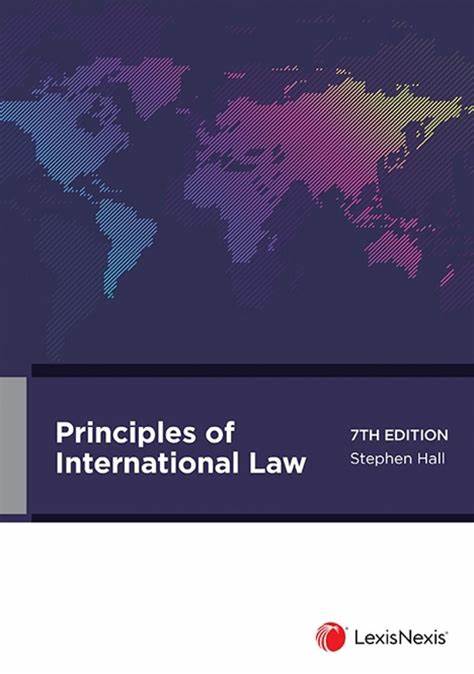 Principles of
International Law
7TH EDITION
Stephen Hall
LexisNexis®